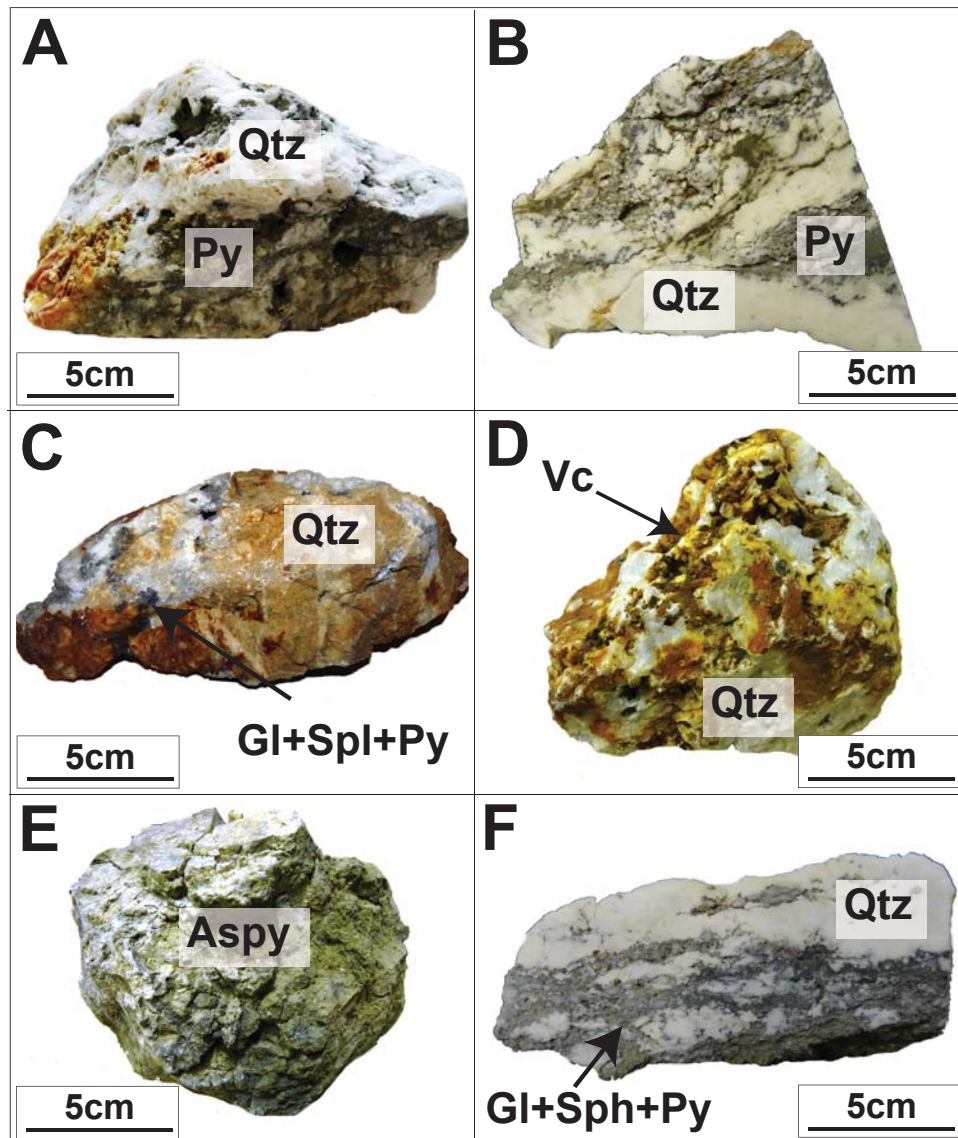 A
Qtz
Py
5cm
B
Py
Qtz
5cm
C
Qtz
Gl+Spl+Py
5cm
D
Vc
Qtz
5cm
E
Aspy
5cm
F
Qtz
Gl+Sph+Py
5cm